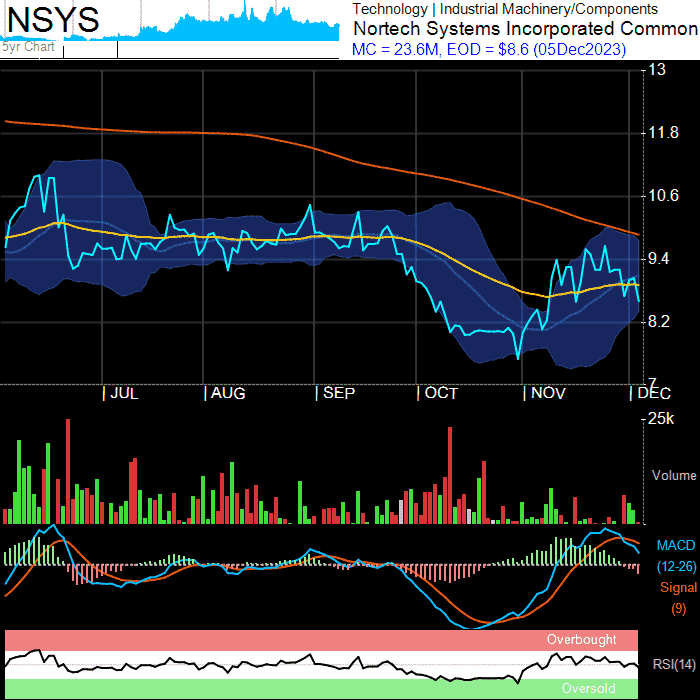 NSYS
5yr Chart
Technology | Industrial Machinery/Components
Nortech Systems Incorporated Common
MC = 23.6M, EOD = $8.6 (05Dec2023)
13
11.8
10.6
9.4
8.2
7
JUL AUG SEP OCT NOV DEC
25k
Volume
MACD
(12-26)
Signal
(9)
Overbought
RSI(14)
Oversold